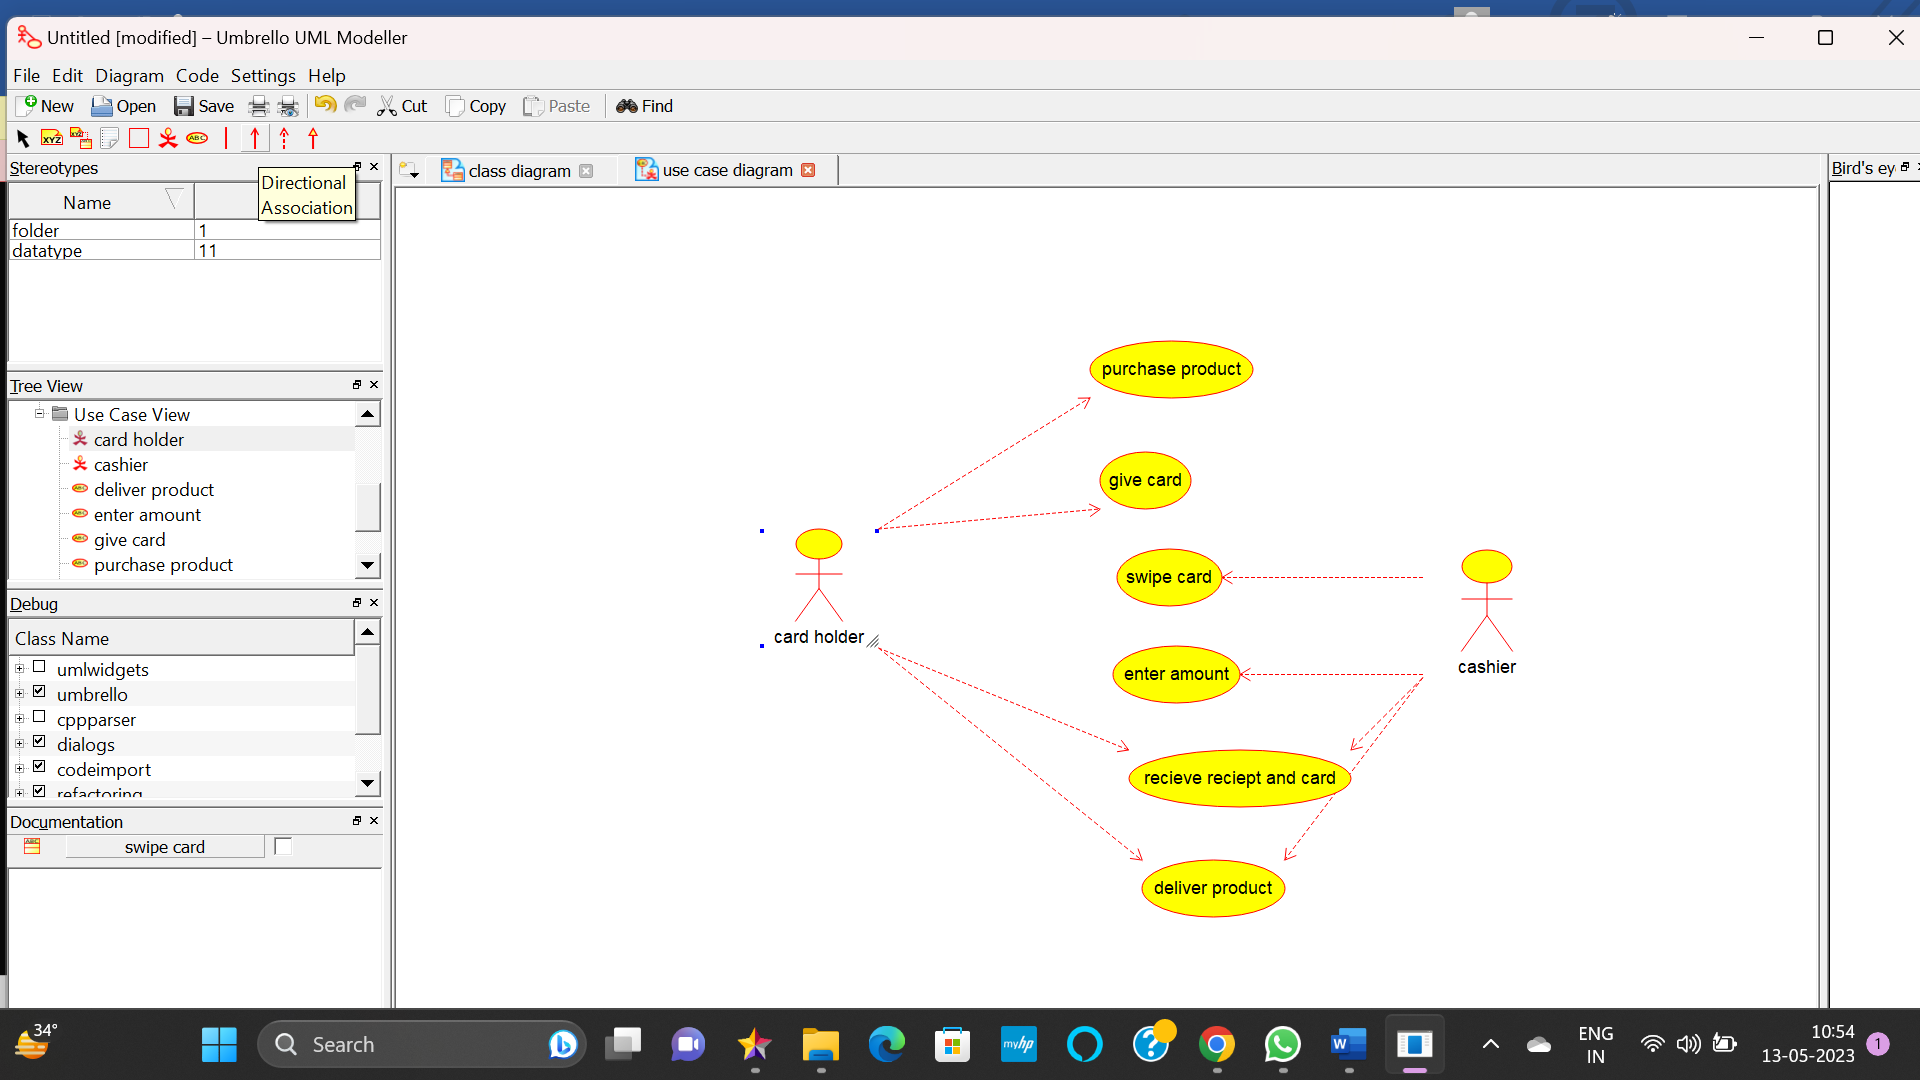 Untitled [modified] – Umbrello UML Modeller
File Edit Diagram Code Settings Help
New Open Save Cut Copy Paste Find
XYZ XYZ ABC
Stereotypes
Directional
Association
Name
folder 1
datatype 11
Tree View
Use Case View
card holder
cashier
deliver product
enter amount
give card
purchase product
Debug
Class Name
umlwidgets
umbrello
cppparser
dialogs
codeimport
refactoring
Documentation
swipe card
class diagram
use case diagram
Bird's ey
purchase product
give card
swipe card
card holder
enter amount
cashier
recieve reciept and card
deliver product
34°
Search
myhp
W
ENG
IN
10:54
13-05-2023
1